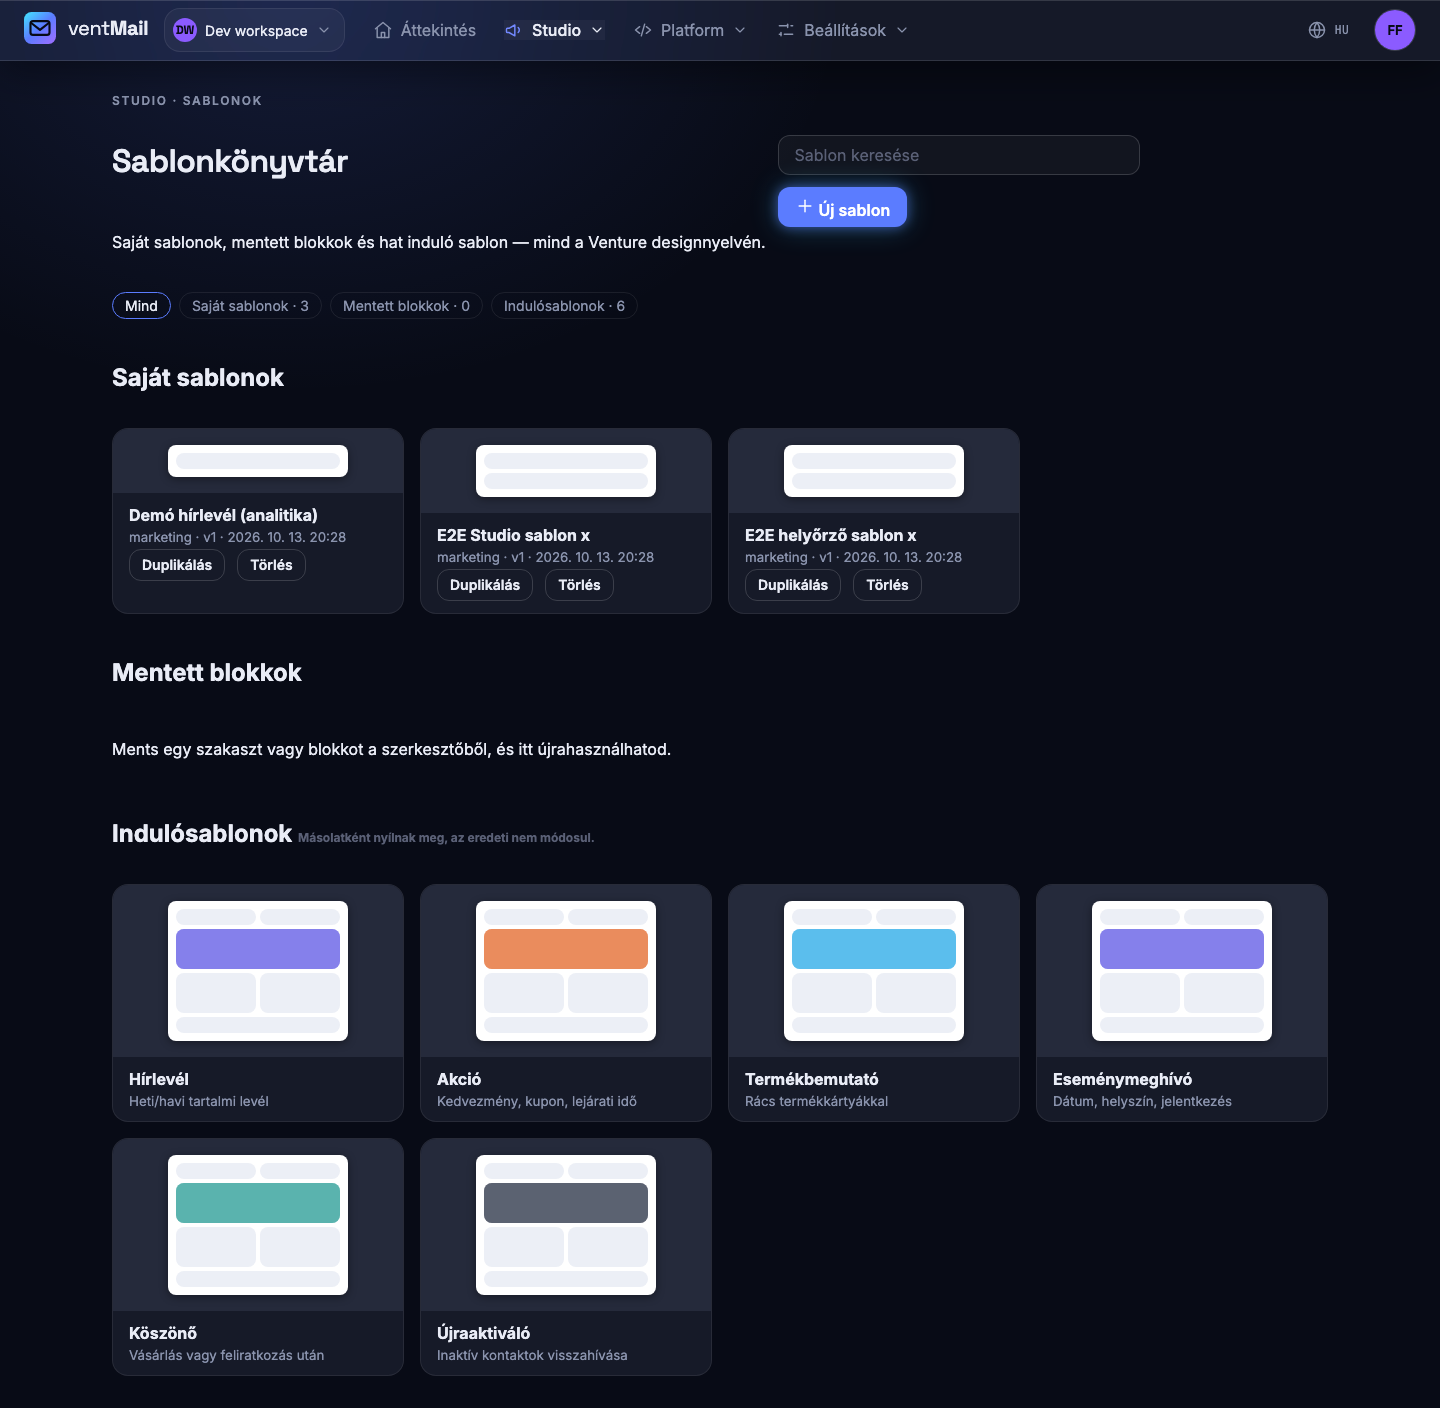 ventMail
DW Dev workspace
Áttekintés
Studio
Platform
Beállítások
HU
FF
STUDIO · SABLONOK
Sablonkönyvtár
Sablon keresése
+ Új sablon
Saját sablonok, mentett blokkok és hat induló sablon — mind a Venture designnyelvén.
Mind
Saját sablonok · 3
Mentett blokkok · 0
Indulósablonok · 6
Saját sablonok
Demó hírlevél (analitika)
marketing · v1 · 2026. 10. 13. 20:28
Duplikálás
Törlés
E2E Studio sablon x
marketing · v1 · 2026. 10. 13. 20:28
Duplikálás
Törlés
E2E helyőrző sablon x
marketing · v1 · 2026. 10. 13. 20:28
Duplikálás
Törlés
Mentett blokkok
Ments egy szakaszt vagy blokkot a szerkesztőből, és itt újrahasználhatod.
Indulósablonok Másolatként nyílnak meg, az eredeti nem módosul.
Hírlevél
Heti/havi tartalmi levél
Akció
Kedvezmény, kupon, lejárati idő
Termékbemutató
Rács termékkártyákkal
Eseménymeghívó
Dátum, helyszín, jelentkezés
Köszönő
Vásárlás vagy feliratkozás után
Újraaktiváló
Inaktív kontaktok visszahívása